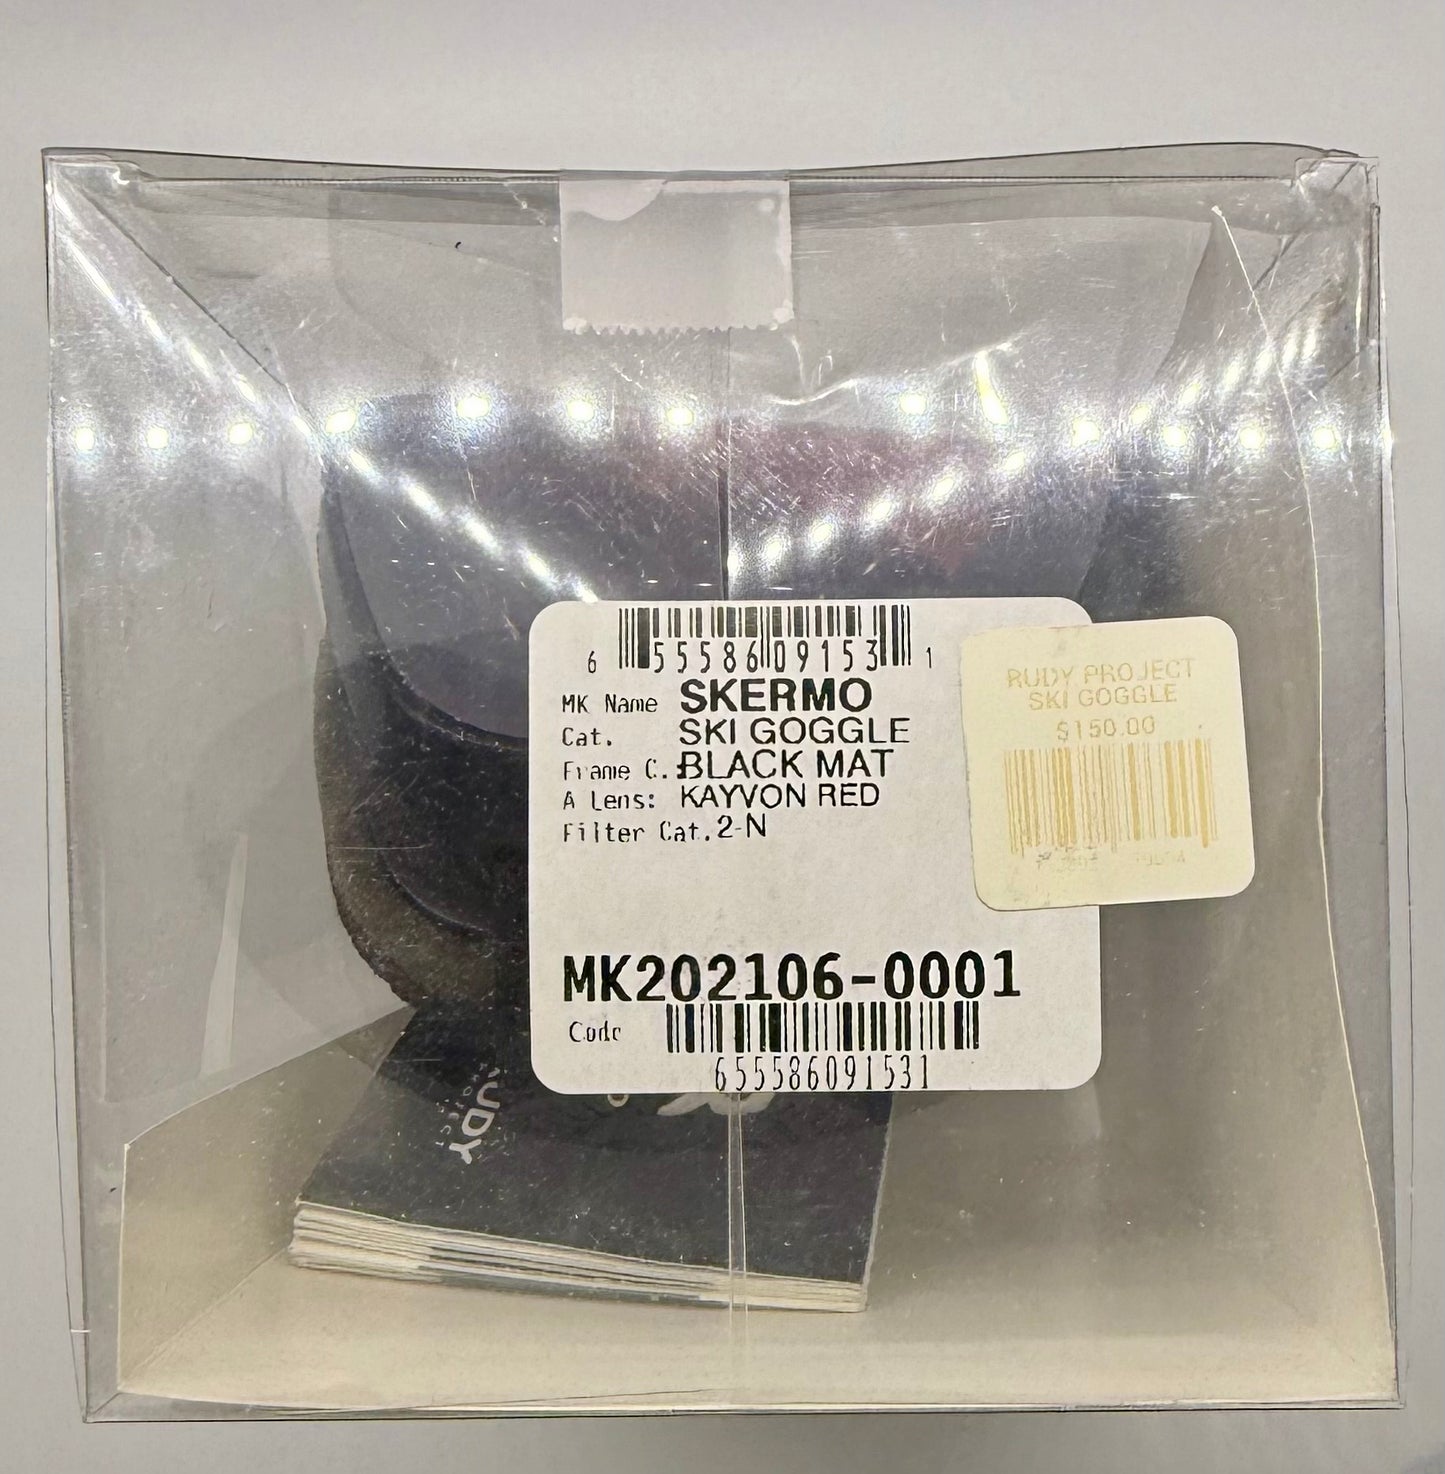 6 55586 09153 1
MK Name SKERMO
Cat. SKI GOGGLE
Frame C. BLACK MAT
A Lens: KAYVON RED
Filter Cat. 2-N
MK202106-0001
Code
655586091531
RUDY PROJECT
SKI GOGGLE
$150.00
RUDY
PROJECT